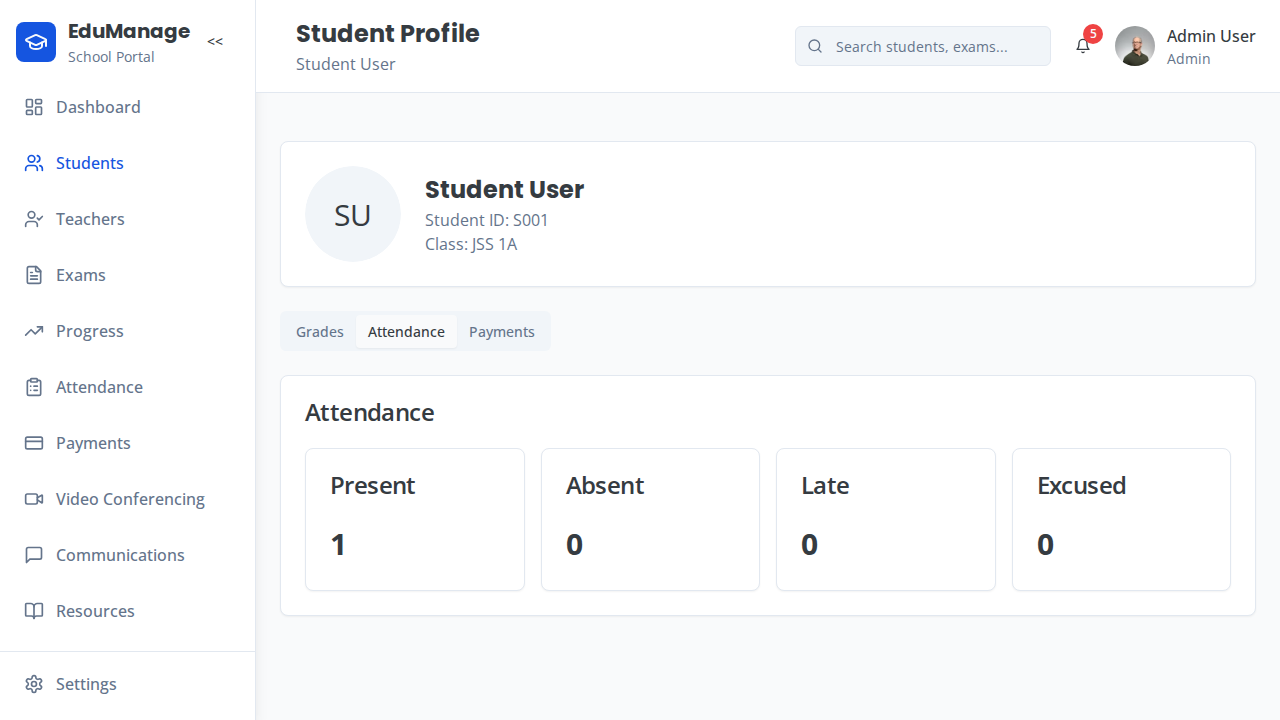 EduManage
School Portal
<<
Dashboard
Students
Teachers
Exams
Progress
Attendance
Payments
Video Conferencing
Communications
Resources
Settings
Student Profile
Student User
Search students, exams...
5
Admin User
Admin
SU
Student User
Student ID: S001
Class: JSS 1A
Grades Attendance Payments
Attendance
Present Absent Late Excused
1 0 0 0